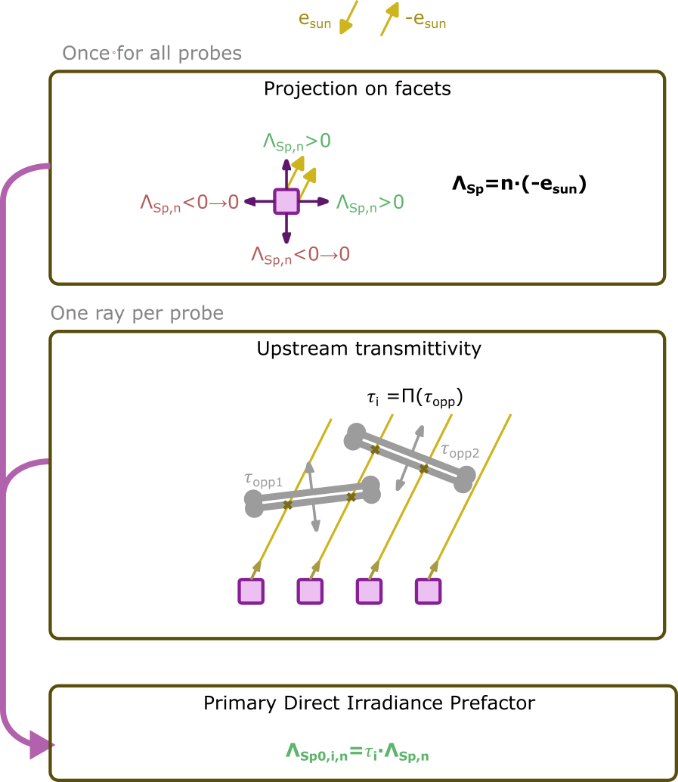 e_sun -e_sun
Once·for all probes
Projection on facets
Λ_Sp,n>0
Λ_Sp,n<0→0 Λ_Sp,n>0
Λ_Sp=n·(-e_sun)
Λ_Sp,n<0→0
One ray per probe
Upstream transmittivity
τ_i =Π(τ_opp)
τ_opp1 τ_opp2
Primary Direct Irradiance Prefactor
Λ_Sp0,i,n=τ_i·Λ_Sp,n